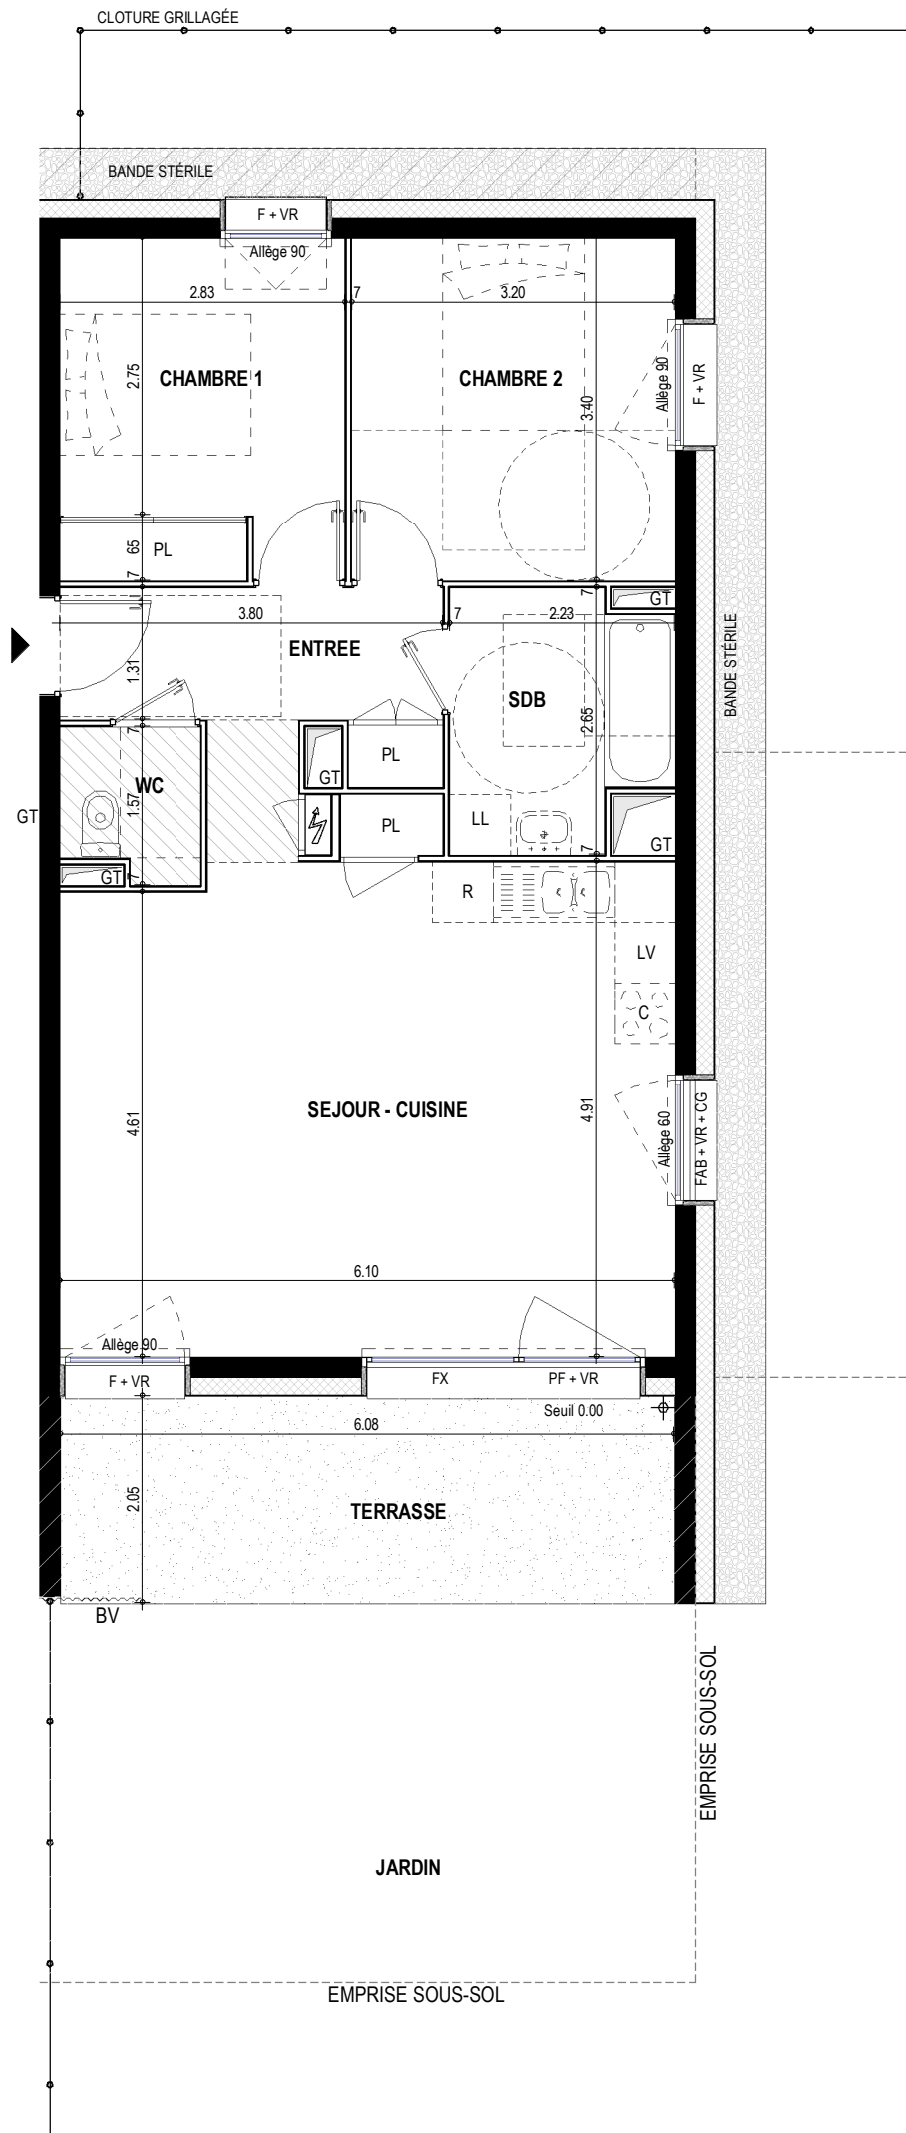 CLOTURE GRILLAGÉE
BANDE STÉRILE
F + VR
Allège 90
2.83
7
3.20
2.75
CHAMBRE 1
CHAMBRE 2
3.40
Allège 90
F + VR
65
PL
7
7
GT
3.80
7
2.23
ENTREE
1.31
SDB
BANDE STÉRILE
2.65
7
WC
1.57
GT
PL
GT
PL
LL
7
GT
GT
7
R
LV
C
SEJOUR - CUISINE
4.61
4.91
Allège 60
FAB + VR + CG
6.10
Allège 90
F + VR
FX
PF + VR
Seuil 0.00
6.08
2.05
TERRASSE
BV
EMPRISE SOUS-SOL
JARDIN
EMPRISE SOUS-SOL